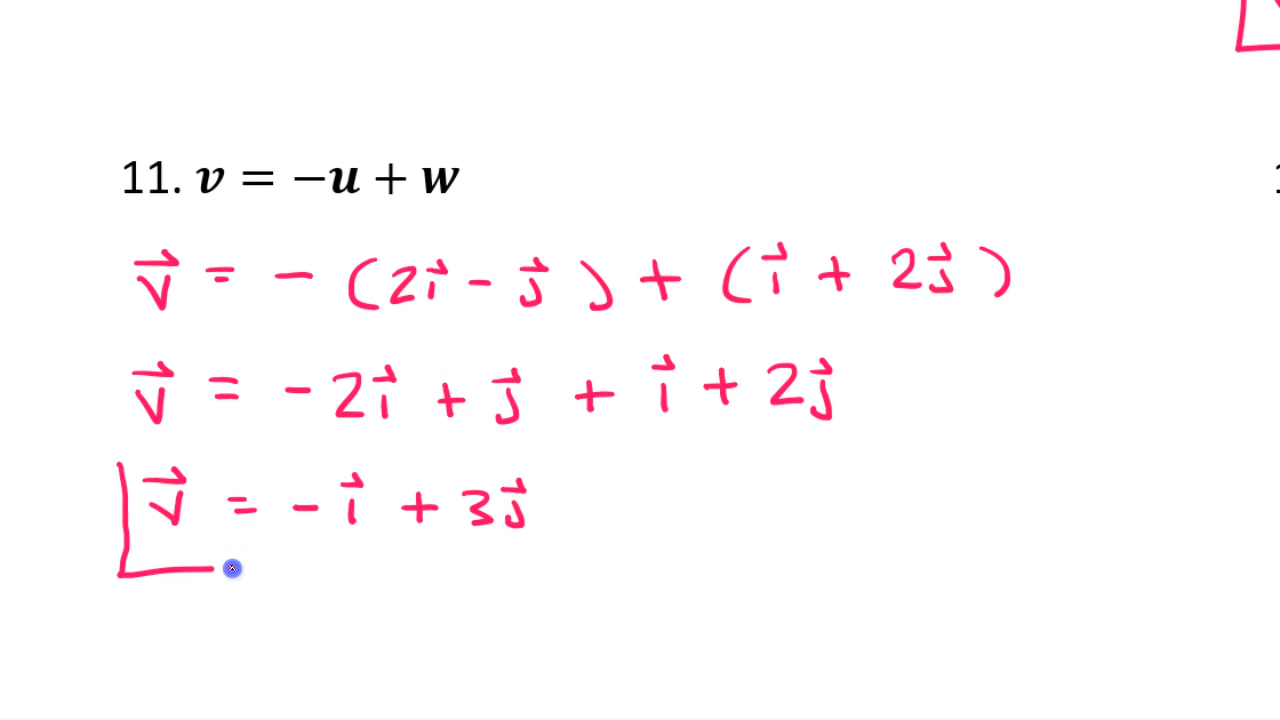 11. v = −u + w
v⃗ = − (2i⃗ − j⃗) + (i⃗ + 2j⃗)
v⃗ = − 2i⃗ + j⃗ + i⃗ + 2j⃗
v⃗ = − i⃗ + 3j⃗